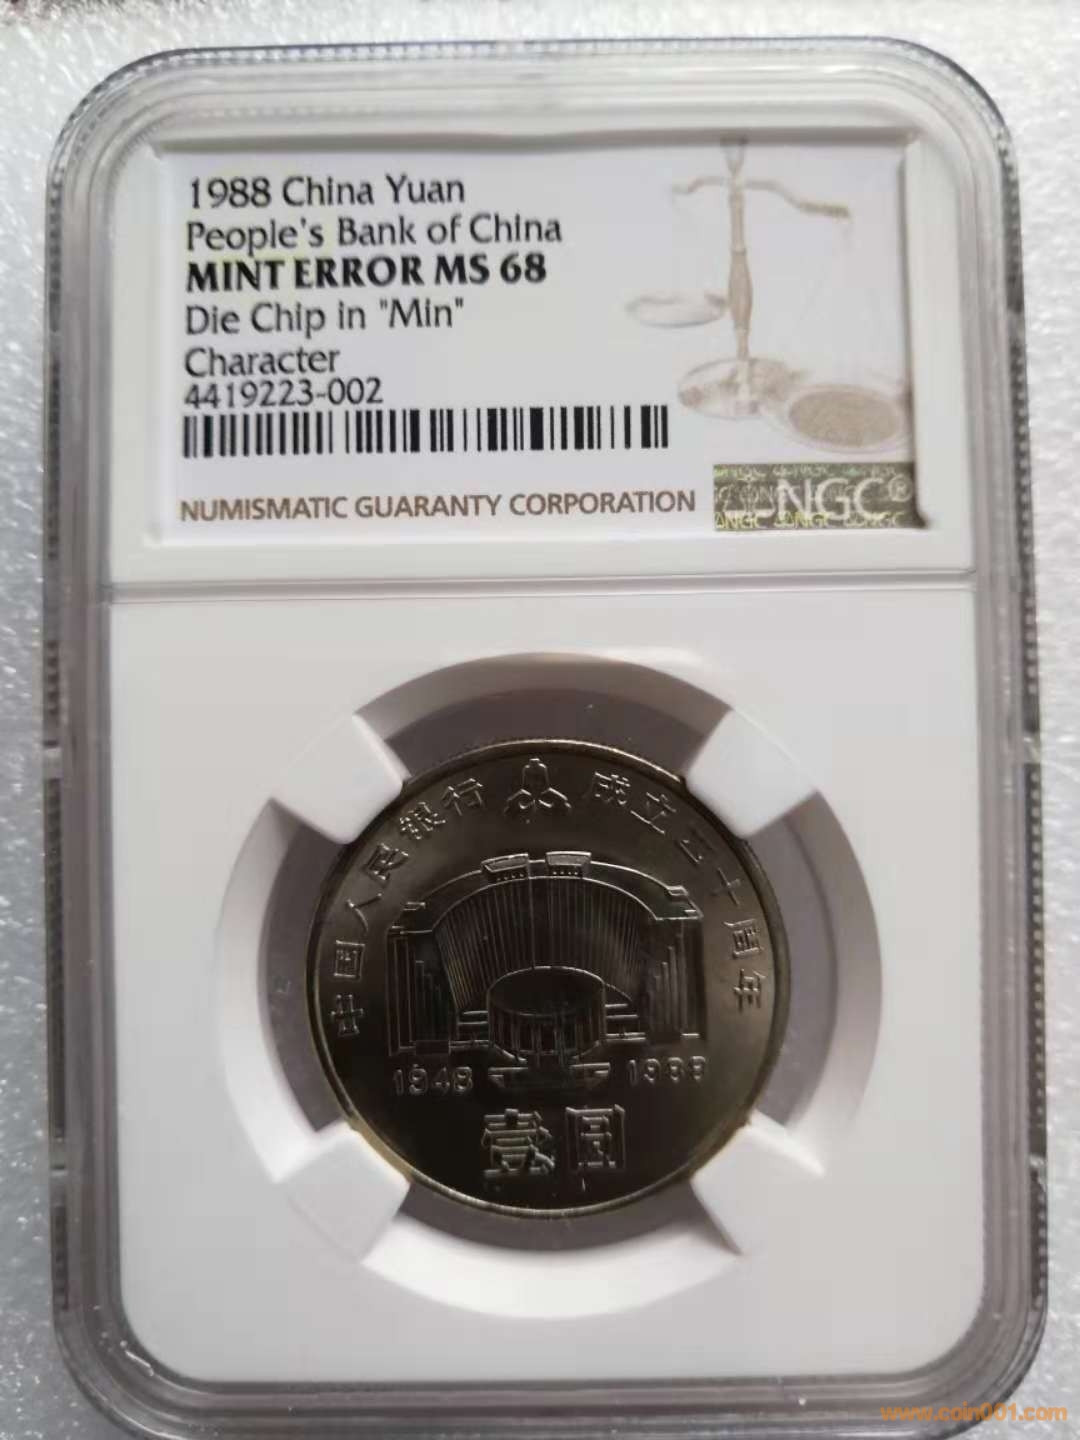 1988 China Yuan
People's Bank of China
MINT ERROR MS 68
Die Chip in "Min"
Character
4419223-002
NUMISMATIC GUARANTY CORPORATION
NGC®
中国人民银行 成立四十周年
1948 1988
壹圆
www.coin001.com